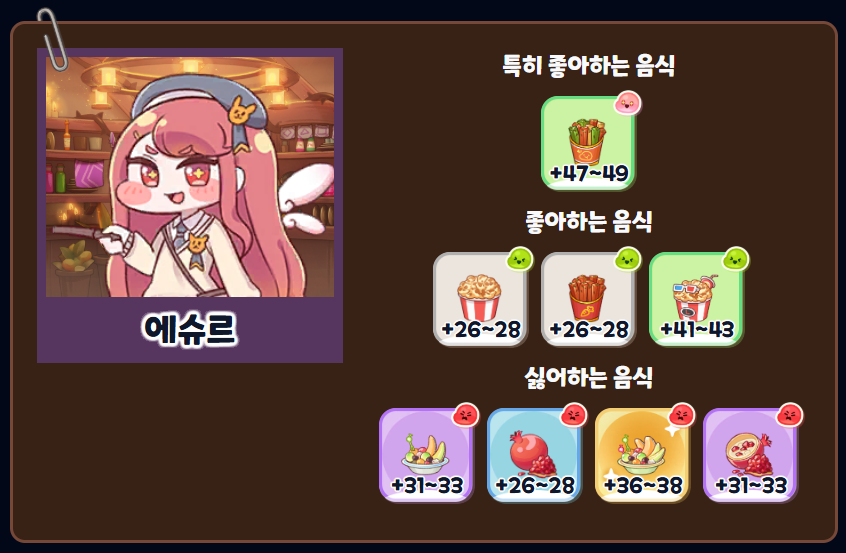 에슈르
특히 좋아하는 음식
+47~49
좋아하는 음식
+26~28 +26~28 +41~43
싫어하는 음식
+31~33 +26~28 +36~38 +31~33